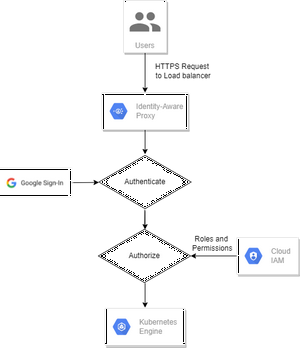 Users
HTTPS Request
to Load balancer
Identity-Aware
Proxy
Google Sign-In
Authenticate
Roles and
Permissions
Authorize
Cloud
IAM
Kubernetes
Engine